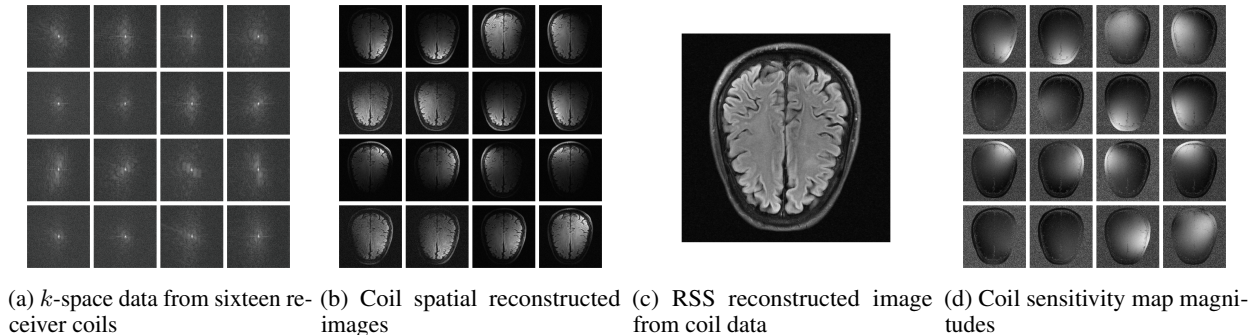 (a) k-space data from sixteen re-
ceiver coils
(b) Coil spatial reconstructed
images
(c) RSS reconstructed image
from coil data
(d) Coil sensitivity map magni-
tudes